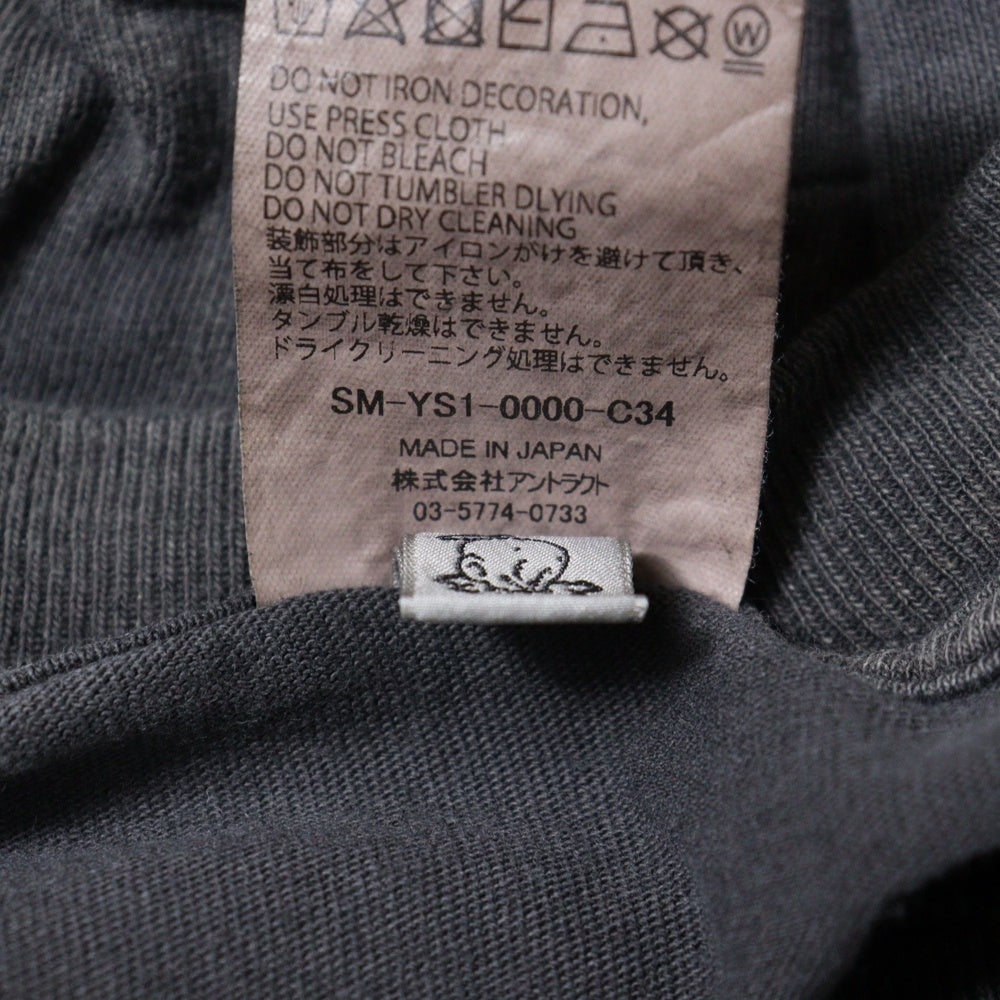 W
DO NOT IRON DECORATION,
USE PRESS CLOTH
DO NOT BLEACH
DO NOT TUMBLER DLYING
DO NOT DRY CLEANING
装飾部分はアイロンがけを避けて頂き、
当て布をして下さい。
漂白処理はできません。
タンブル乾燥はできません。
ドライクリーニング処理はできません。
SM-YS1-0000-C34
MADE IN JAPAN
株式会社アントラクト
03-5774-0733